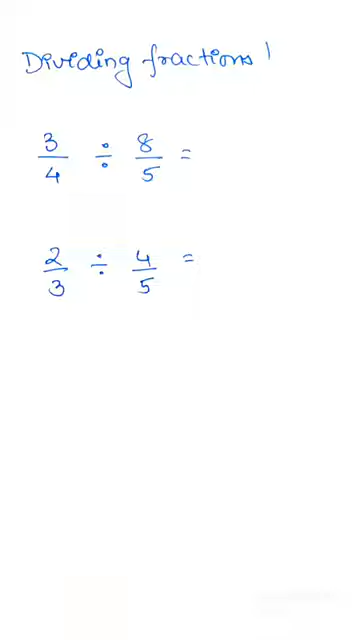 Dividing fractions !
3/4 ÷ 8/5 =
2/3 ÷ 4/5 =